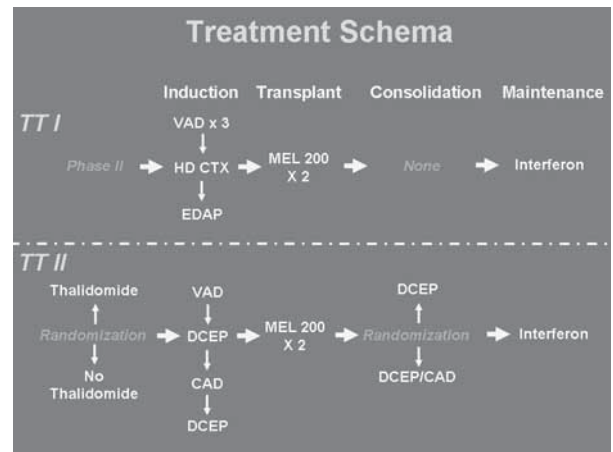 Treatment Schema
Induction Transplant Consolidation Maintenance
TT I
VAD x 3
Phase II HD CTX MEL 200 X 2 None Interferon
EDAP
TT II
Thalidomide VAD DCEP
Randomization DCEP MEL 200 X 2 Randomization Interferon
No Thalidomide CAD DCEP/CAD
DCEP